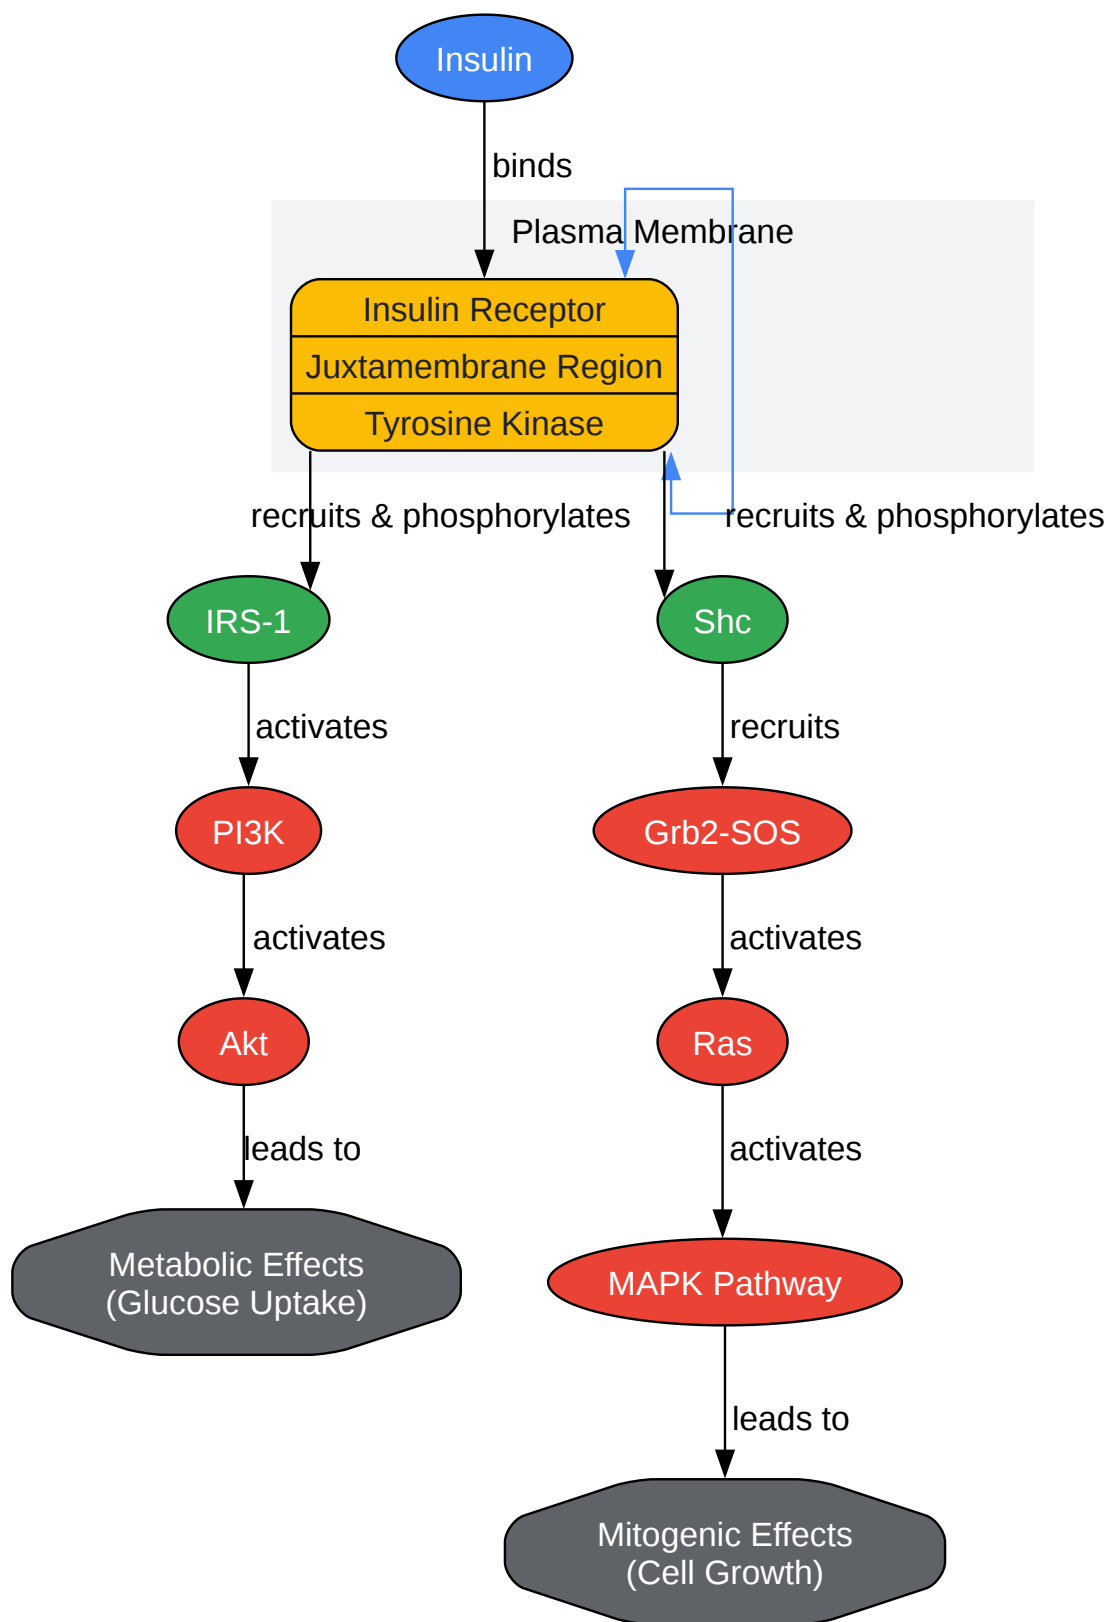 Insulin
binds
Plasma Membrane
Insulin Receptor
Juxtamembrane Region
Tyrosine Kinase
recruits & phosphorylates
recruits & phosphorylates
IRS-1
Shc
activates
recruits
PI3K
Grb2-SOS
activates
activates
Akt
Ras
leads to
activates
Metabolic Effects
(Glucose Uptake)
MAPK Pathway
leads to
Mitogenic Effects
(Cell Growth)